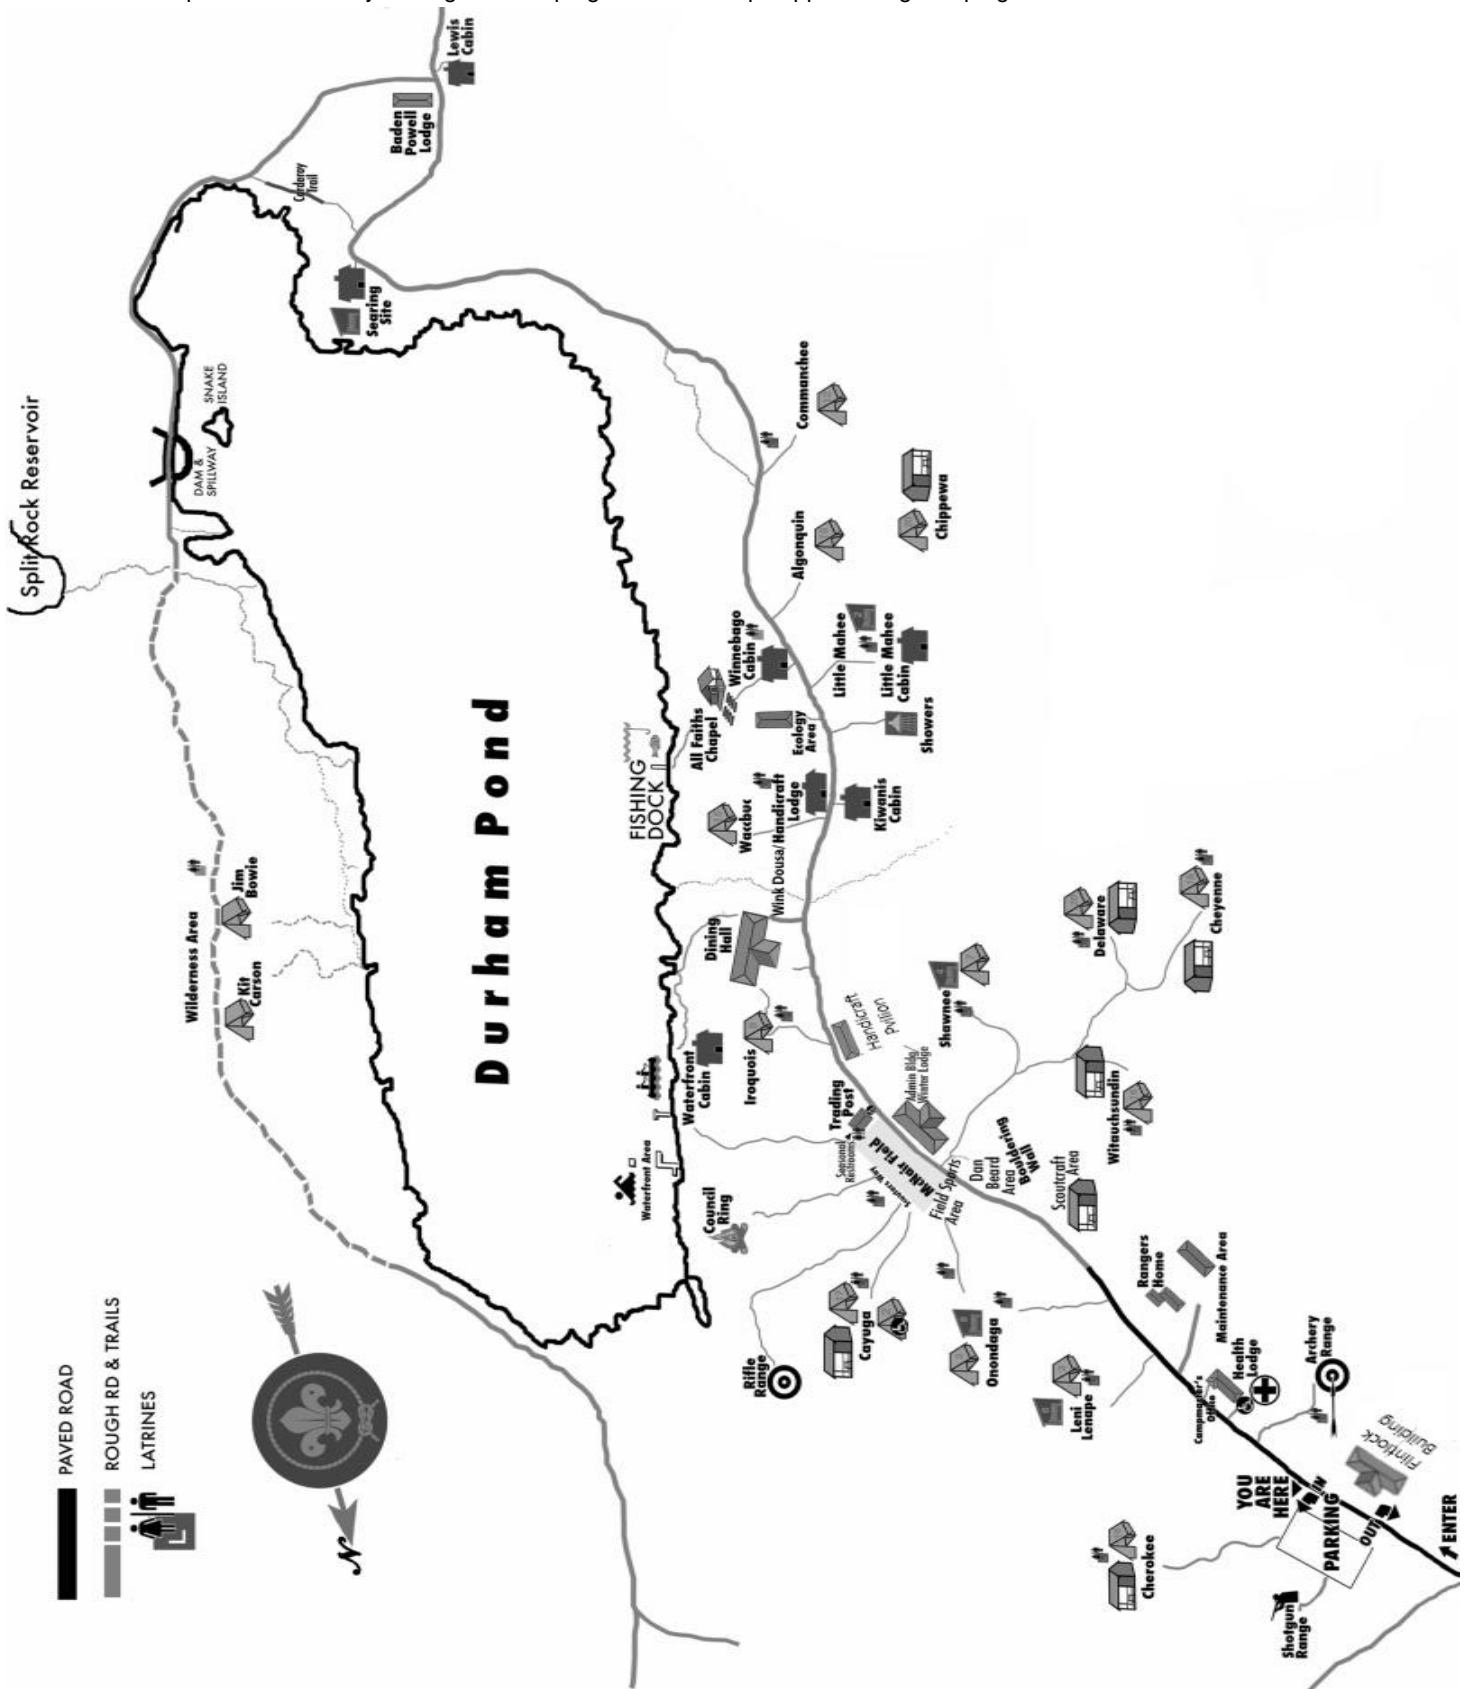 Split Rock Reservoir
Lewis
Cabin
Baden
Powell
Lodge
Corderoy
Trail
Searing
Site
SNAKE
ISLAND
DAM &
SPILLWAY
Commanchee
Chippewa
Algonquin
Winnebago
Cabin
Little Mahee
Little Mahee
Cabin
All Faiths
Chapel
Ecology
Area
Showers
FISHING
DOCK
Durham Pond
Waccbuc
Wink Dousa/Handicraft
Lodge
Kiwanis
Cabin
Jim
Bowie
Wilderness Area
Kit
Carson
Dining
Hall
Delaware
Cheyenne
Shawnee
Handicraft
Pvilion
Iroquois
Waterfront
Cabin
Trading
Post
Admin Bldg
Winter Lodge
Witauchsundin
Seasonal
Restrooms
McNair Field
Scouters Way
Field Sports
Area
Dan
Beard
Area
Bouldering
Wall
Scoutcraft
Area
Waterfront Area
Council
Ring
Rangers
Home
Maintenance Area
Rifle
Range
Cayuga
Onondaga
Leni
Lenape
Campmaster's
Office
Health
Lodge
Archery
Range
Flintlock
Building
YOU
ARE
HERE
IN
PARKING
OUT
ENTER
Cherokee
Shotgun
Range
PAVED ROAD
ROUGH RD & TRAILS
LATRINES
L
N